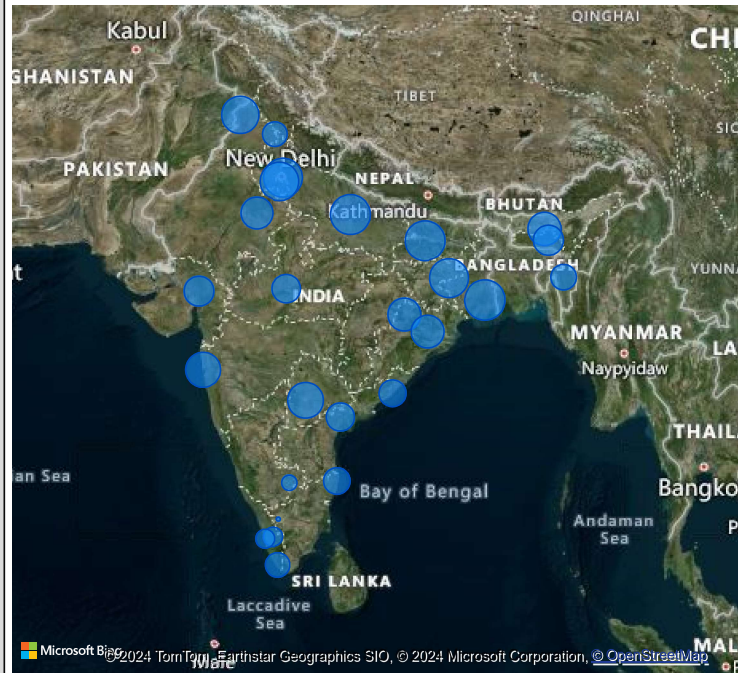 QINGHAI
Kabul
CHI
GHANISTAN
TIBET
SIC
New Delhi
PAKISTAN
NEPAL
BHUTAN
Kathmandu
BANGLADESH
YUNNA
t
INDIA
MYANMAR
LA
Naypyidaw
THAIL
an Sea
Bay of Bengal
Bangko
Andaman
Sea
P
SRI LANKA
Laccadive
Sea
MAL
Microsoft Bing
© 2024 TomTom, Earthstar Geographics SIO, © 2024 Microsoft Corporation, © OpenStreetMap
Male